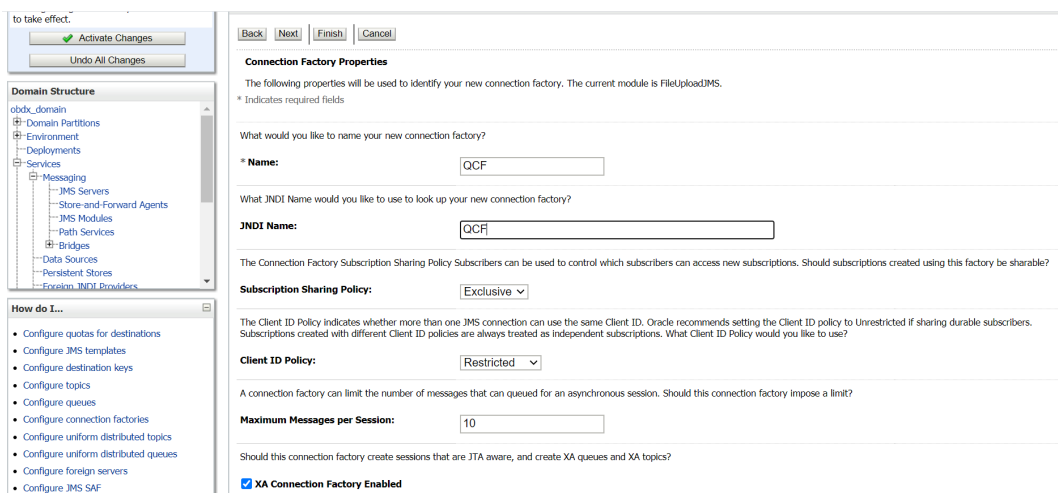 to take effect.
Activate Changes
Undo All Changes
Domain Structure
obdx_domain
Domain Partitions
Environment
Deployments
Services
Messaging
JMS Servers
Store-and-Forward Agents
JMS Modules
Path Services
Bridges
Data Sources
Persistent Stores
Foreign JNDI Providers
How do I...
Configure quotas for destinations
Configure JMS templates
Configure destination keys
Configure topics
Configure queues
Configure connection factories
Configure uniform distributed topics
Configure uniform distributed queues
Configure foreign servers
Configure JMS SAF
Back Next Finish Cancel
Connection Factory Properties
The following properties will be used to identify your new connection factory. The current module is FileUploadJMS.
* Indicates required fields
What would you like to name your new connection factory?
* Name: QCF
What JNDI Name would you like to use to look up your new connection factory?
JNDI Name: QCF
The Connection Factory Subscription Sharing Policy Subscribers can be used to control which subscribers can access new subscriptions. Should subscriptions created using this factory be sharable?
Subscription Sharing Policy: Exclusive
The Client ID Policy indicates whether more than one JMS connection can use the same Client ID. Oracle recommends setting the Client ID policy to Unrestricted if sharing durable subscribers.
Subscriptions created with different Client ID policies are always treated as independent subscriptions. What Client ID Policy would you like to use?
Client ID Policy: Restricted
A connection factory can limit the number of messages that can queued for an asynchronous session. Should this connection factory impose a limit?
Maximum Messages per Session: 10
Should this connection factory create sessions that are JTA aware, and create XA queues and XA topics?
XA Connection Factory Enabled